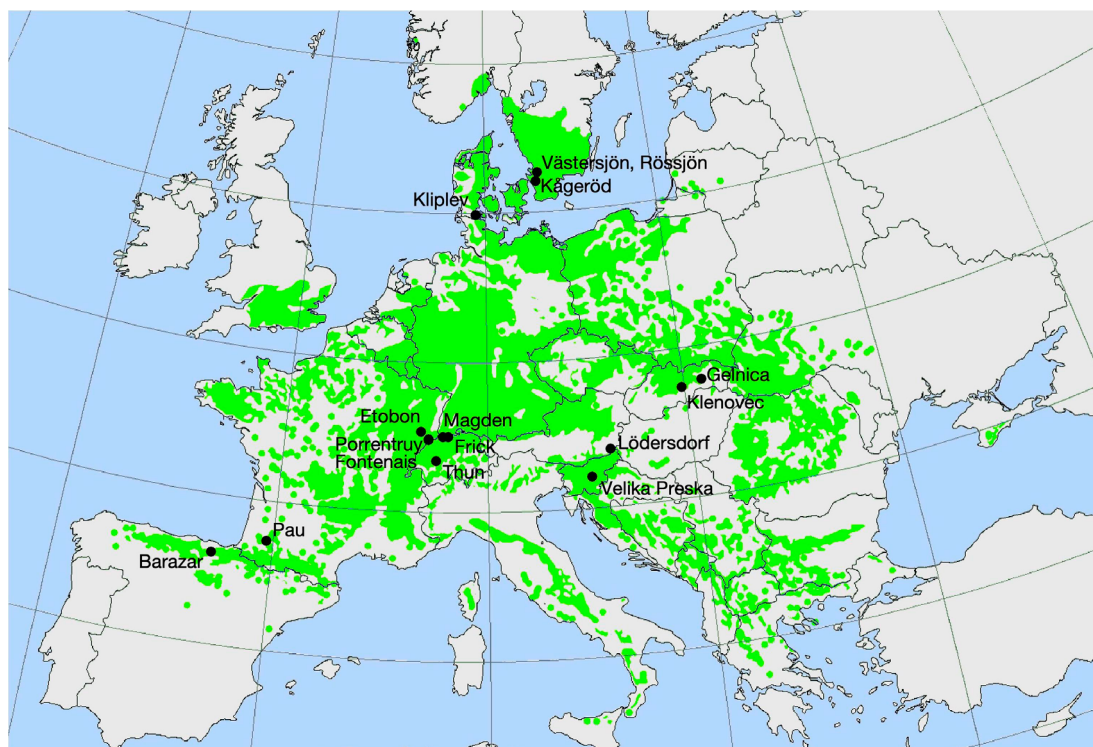 Västersjön, Rössjön
Kågeröd
Kliplev
Gelnica
Klenovec
Etobon
Magden
Porrentruy
Frick
Fontenais
Thun
Lödersdorf
Velika Preska
Pau
Barazar